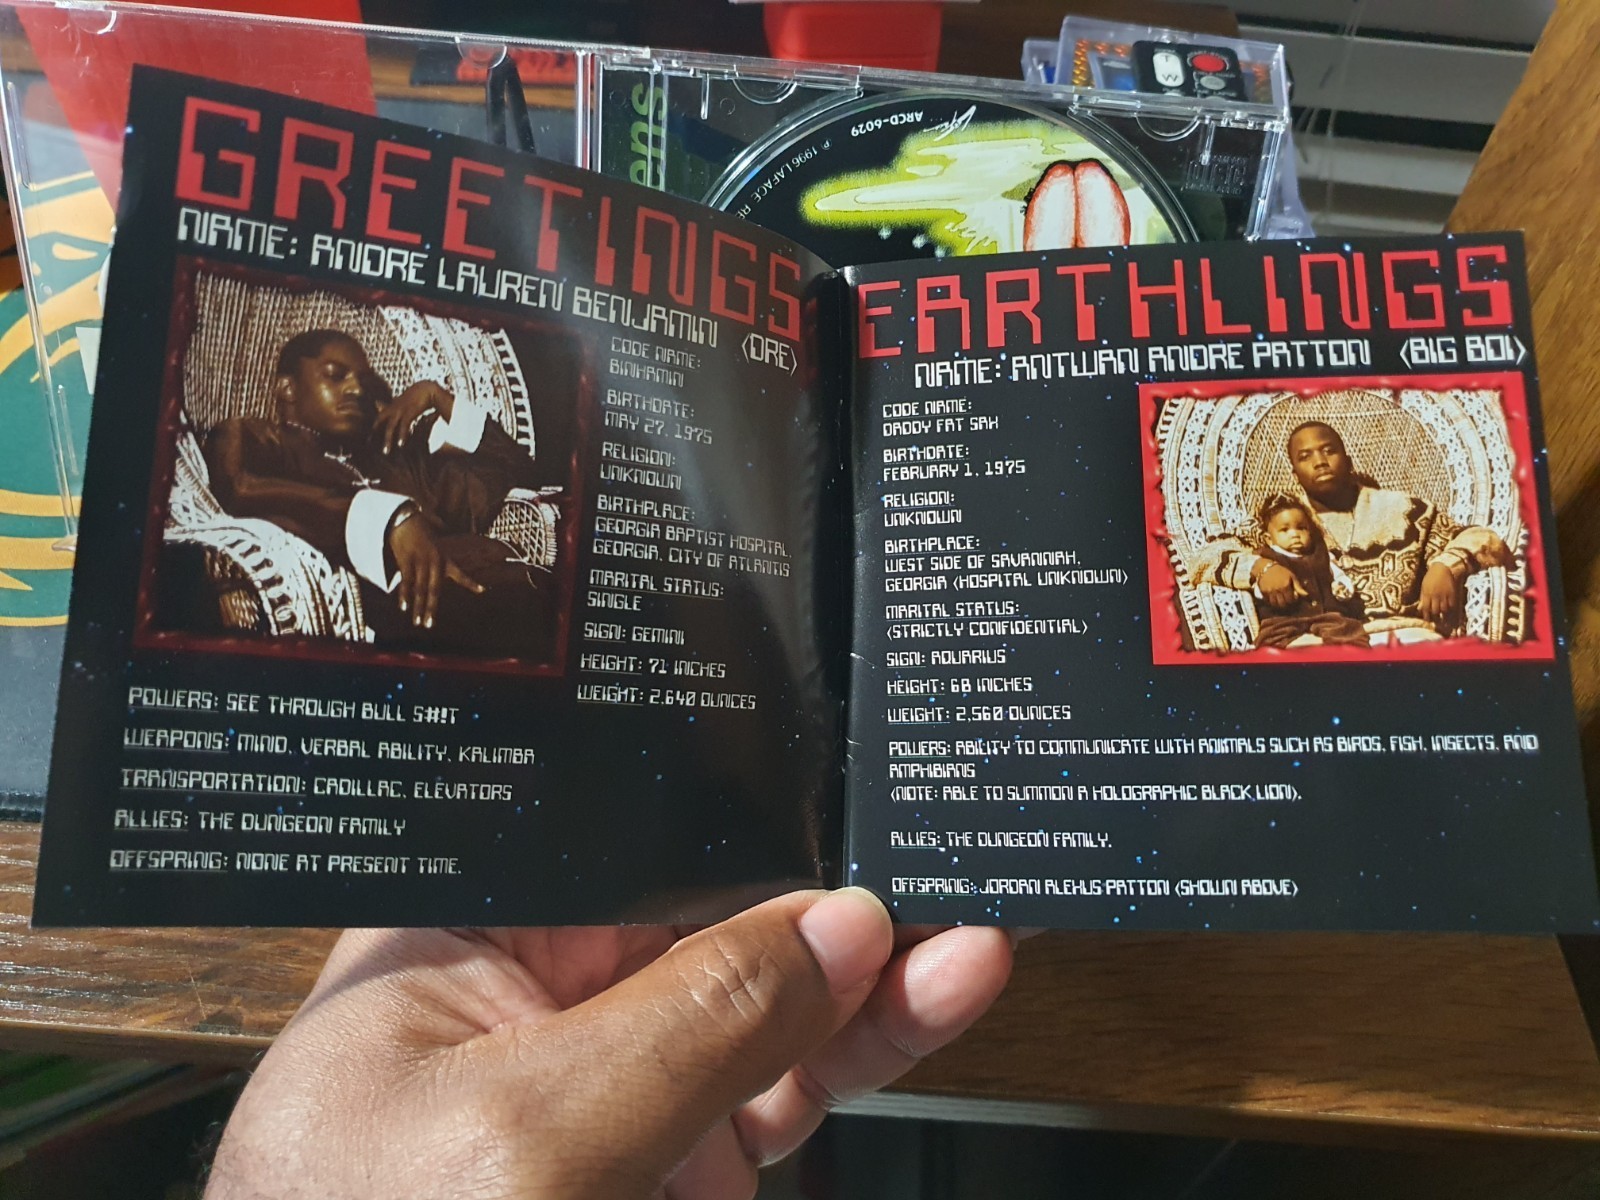 GREETINGS
NAME: ANDRE LAUREN BENJAMIN (DRE)
CODE NAME:
BINHAMIN
BIRTHDATE:
MAY 27, 1975
RELIGION:
UNKNOWN
BIRTHPLACE:
GEORGIA BAPTIST HOSPITAL,
GEORGIA, CITY OF ATLANTIS
MARITAL STATUS:
SINGLE
SIGN: GEMINI
HEIGHT: 71 INCHES
WEIGHT: 2,640 OUNCES
POWERS: SEE THROUGH BULL S#!T
WEAPONS: MIND, VERBAL ABILITY, KALIMBA
TRANSPORTATION: CADILLAC, ELEVATORS
ALLIES: THE DUNGEON FAMILY
OFFSPRING: NONE AT PRESENT TIME.
EARTHLINGS
NAME: ANTWAN ANDRE PATTON (BIG BOI)
CODE NAME:
DADDY FAT SAX
BIRTHDATE:
FEBRUARY 1, 1975
RELIGION:
UNKNOWN
BIRTHPLACE:
WEST SIDE OF SAVANNAH,
GEORGIA (HOSPITAL UNKNOWN)
MARITAL STATUS:
(STRICTLY CONFIDENTIAL)
SIGN: AQUARIUS
HEIGHT: 68 INCHES
WEIGHT: 2,560 OUNCES
POWERS: ABILITY TO COMMUNICATE WITH ANIMALS SUCH AS BIRDS, FISH, INSECTS, AND
AMPHIBIANS
(NOTE: ABLE TO SUMMON A HOLOGRAPHIC BLACK LION).
ALLIES: THE DUNGEON FAMILY.
OFFSPRING: JORDAN ALEXUS PATTON (SHOWN ABOVE)
ARCD-6029
℗ 1996 LAFACE